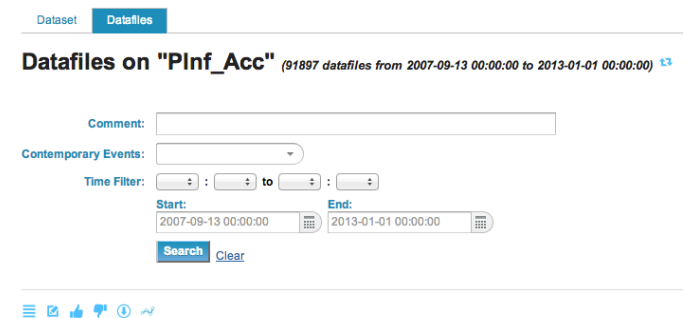 Dataset Datafiles
Datafiles on "PInf_Acc" (91897 datafiles from 2007-09-13 00:00:00 to 2013-01-01 00:00:00)
Comment:
Contemporary Events:
Time Filter: : to :
Start: End:
2007-09-13 00:00:00 2013-01-01 00:00:00
Search Clear